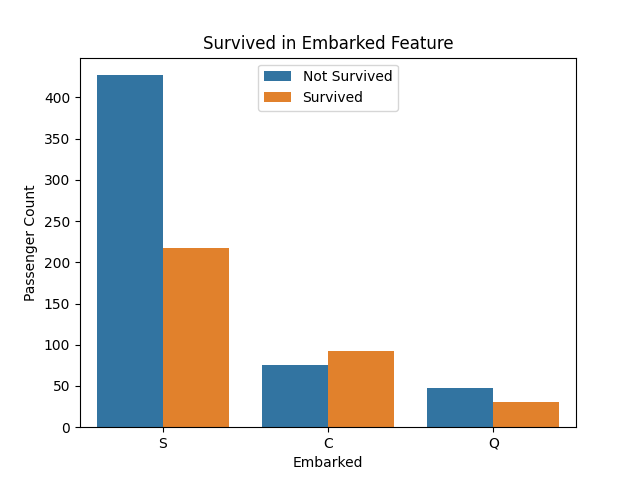 Survived in Embarked Feature
Not Survived
Survived
400
350
300
250
200
150
100
50
0
Passenger Count
S C Q
Embarked